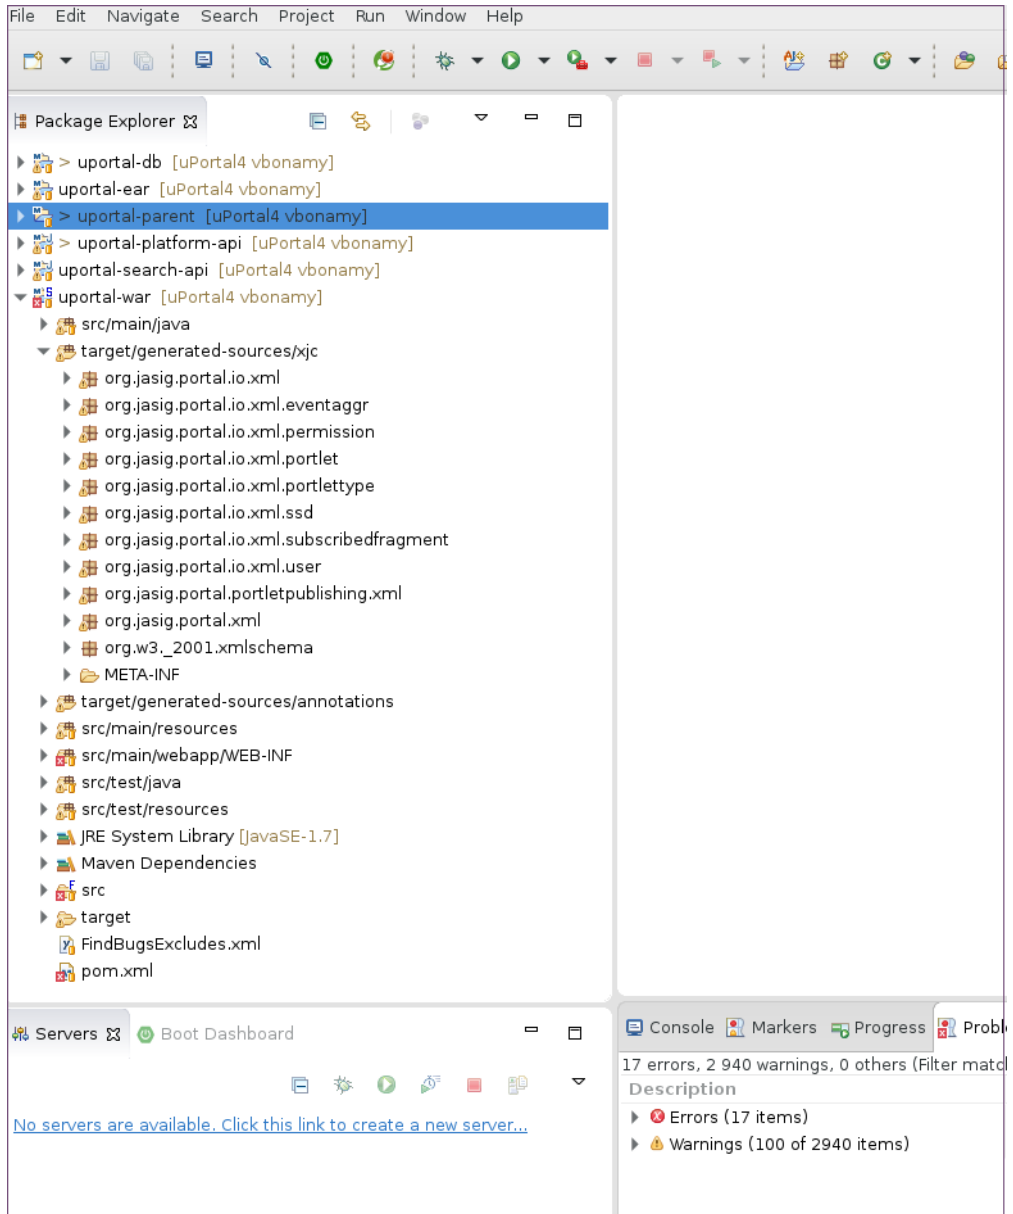 File Edit Navigate Search Project Run Window Help
Package Explorer
> uportal-db [uPortal4 vbonamy]
uportal-ear [uPortal4 vbonamy]
> uportal-parent [uPortal4 vbonamy]
> uportal-platform-api [uPortal4 vbonamy]
uportal-search-api [uPortal4 vbonamy]
uportal-war [uPortal4 vbonamy]
src/main/java
target/generated-sources/xjc
org.jasig.portal.io.xml
org.jasig.portal.io.xml.eventaggr
org.jasig.portal.io.xml.permission
org.jasig.portal.io.xml.portlet
org.jasig.portal.io.xml.portlettype
org.jasig.portal.io.xml.ssd
org.jasig.portal.io.xml.subscribedfragment
org.jasig.portal.io.xml.user
org.jasig.portal.portletpublishing.xml
org.jasig.portal.xml
org.w3._2001.xmlschema
META-INF
target/generated-sources/annotations
src/main/resources
src/main/webapp/WEB-INF
src/test/java
src/test/resources
JRE System Library [JavaSE-1.7]
Maven Dependencies
src
target
FindBugsExcludes.xml
pom.xml
Servers Boot Dashboard
No servers are available. Click this link to create a new server...
Console Markers Progress Probl
17 errors, 2 940 warnings, 0 others (Filter matc
Description
Errors (17 items)
Warnings (100 of 2940 items)